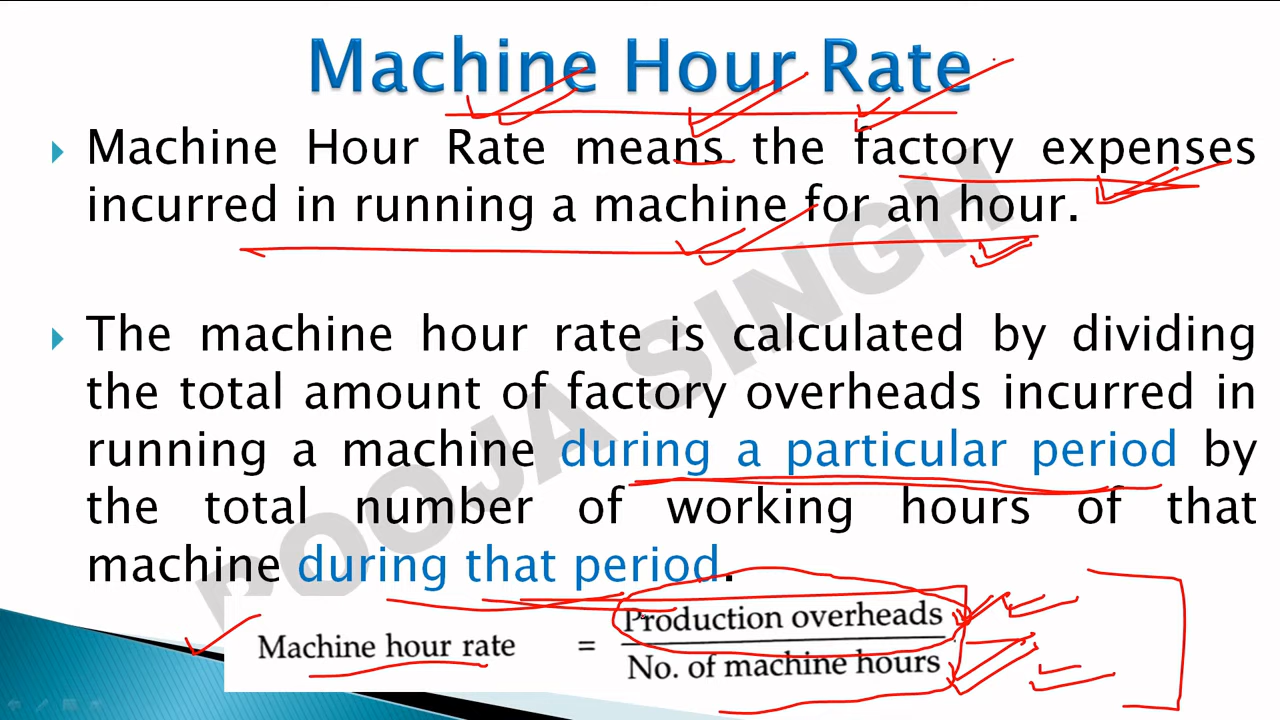 Machine Hour Rate
Machine Hour Rate means the factory expenses
incurred in running a machine for an hour.
The machine hour rate is calculated by dividing
the total amount of factory overheads incurred in
running a machine during a particular period by
the total number of working hours of that
machine during that period.
Machine hour rate = Production overheads
No. of machine hours
POOJA SINGH